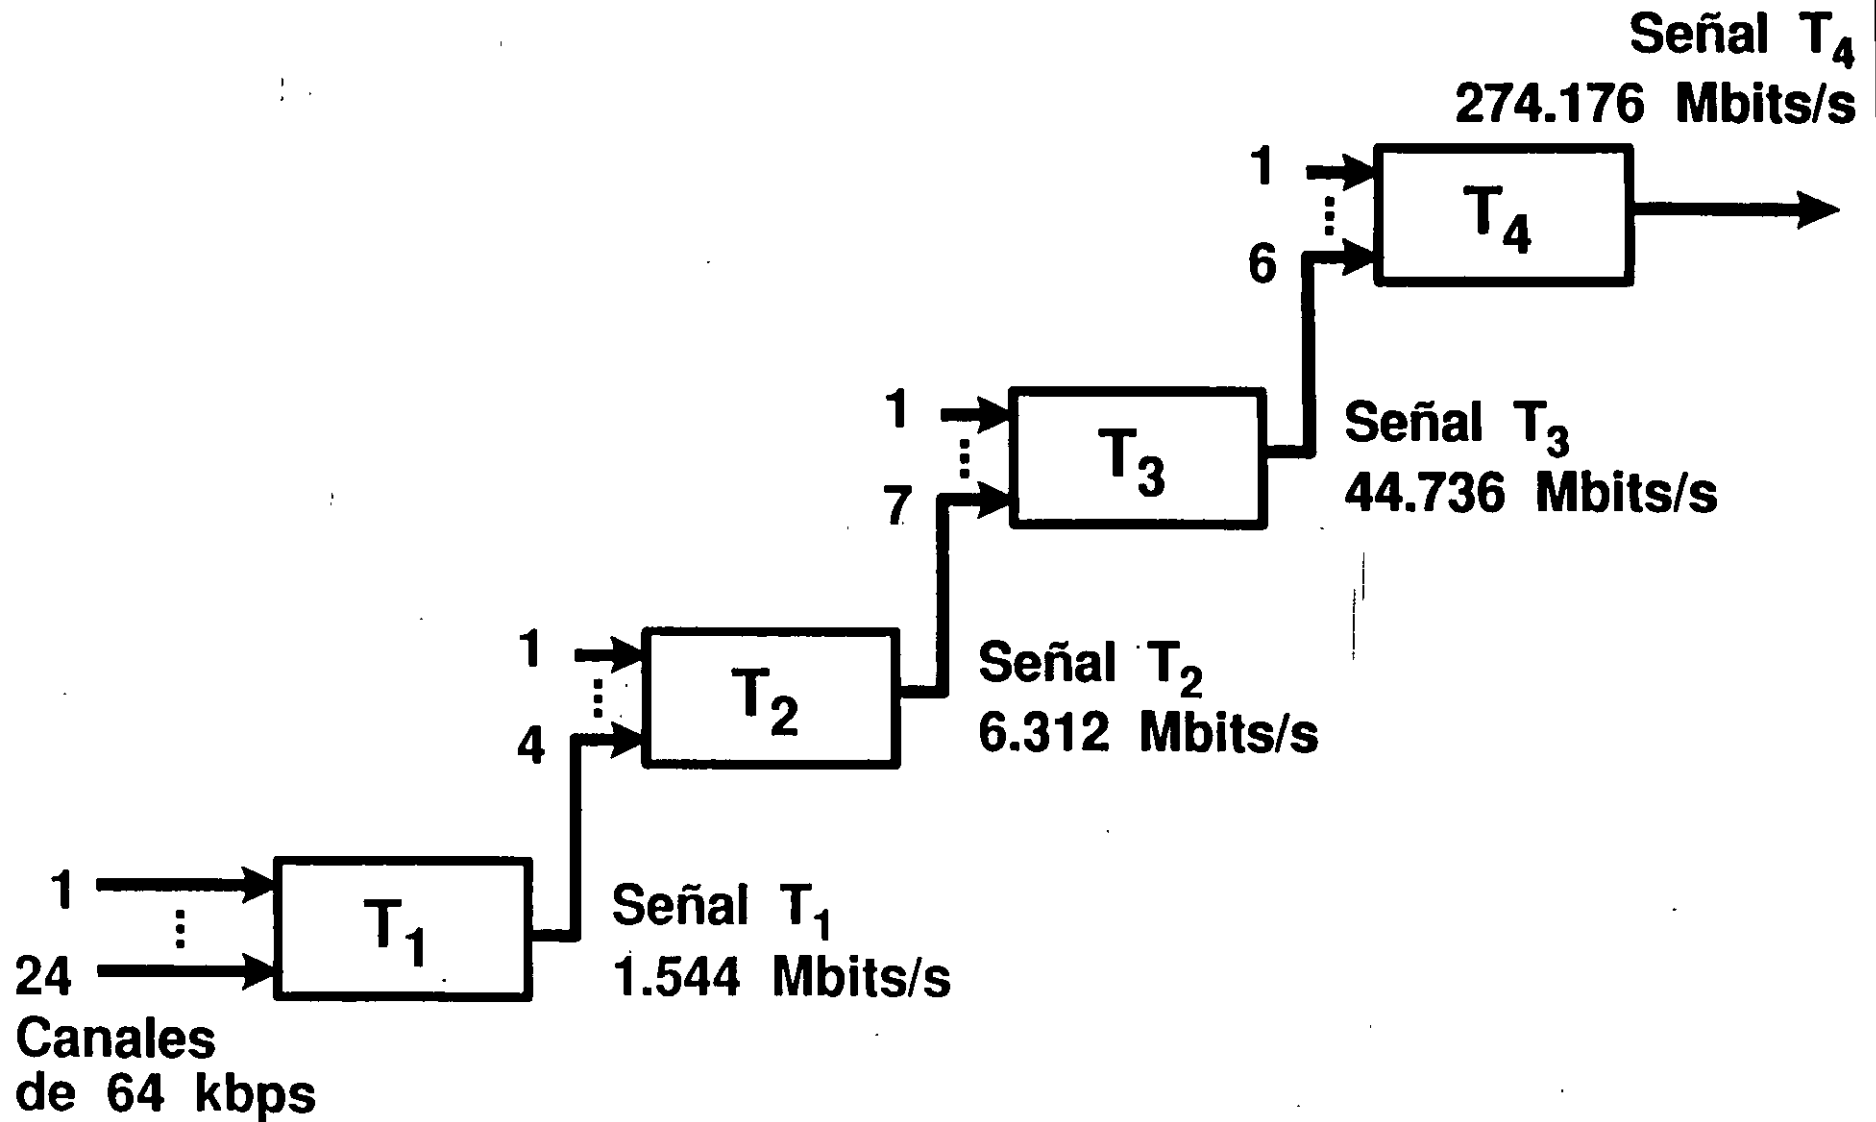 Señal T4
274.176 Mbits/s
1
T4
6
1
T3
7
Señal T3
44.736 Mbits/s
1
T2
4
Señal T2
6.312 Mbits/s
1
T1
24
Señal T1
1.544 Mbits/s
Canales
de 64 kbps